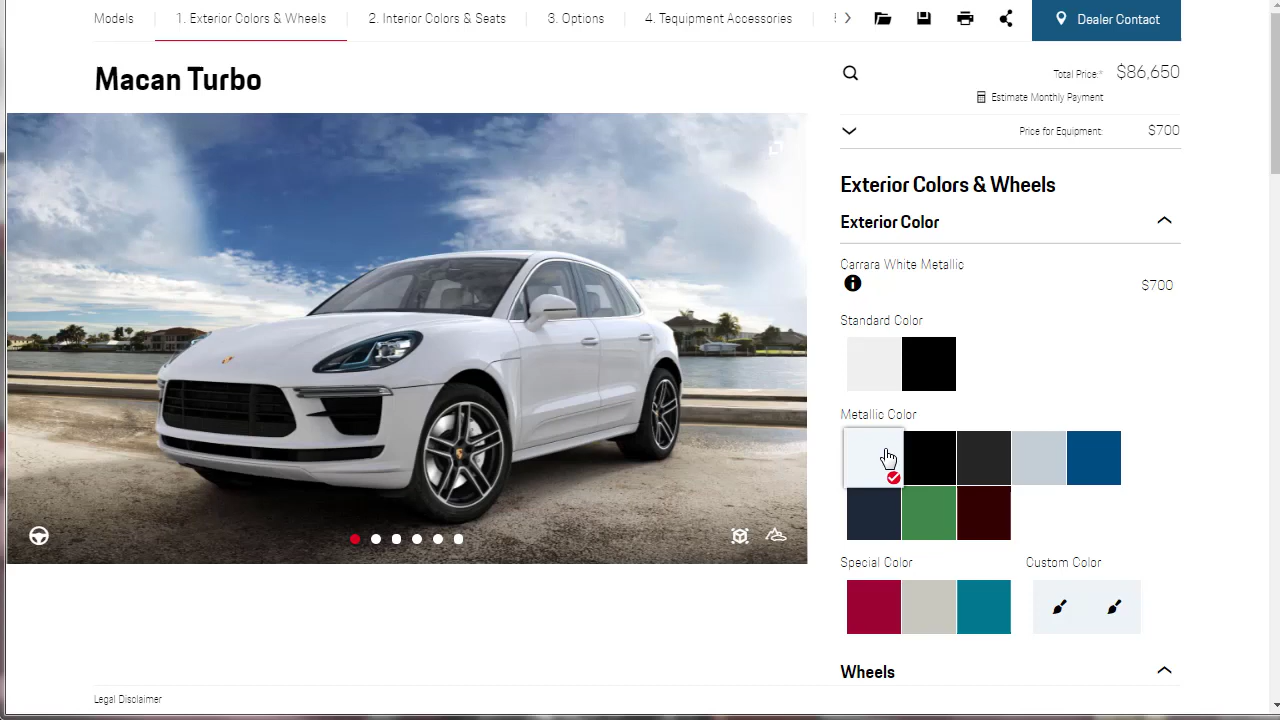 Models
1. Exterior Colors & Wheels
2. Interior Colors & Seats
3. Options
4. Tequipment Accessories
Dealer Contact
Macan Turbo
Total Price:* $86,650
Estimate Monthly Payment
Price for Equipment: $700
Exterior Colors & Wheels
Exterior Color
Carrara White Metallic
$700
Standard Color
Metallic Color
Special Color
Custom Color
Wheels
Legal Disclaimer